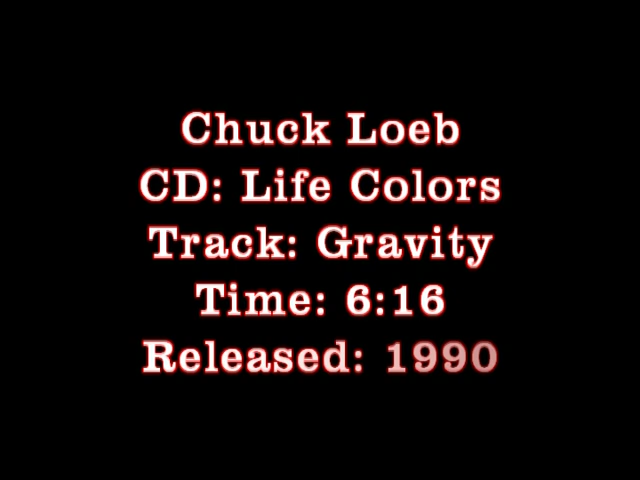 Chuck Loeb
CD: Life Colors
Track: Gravity
Time: 6:16
Released: 1990